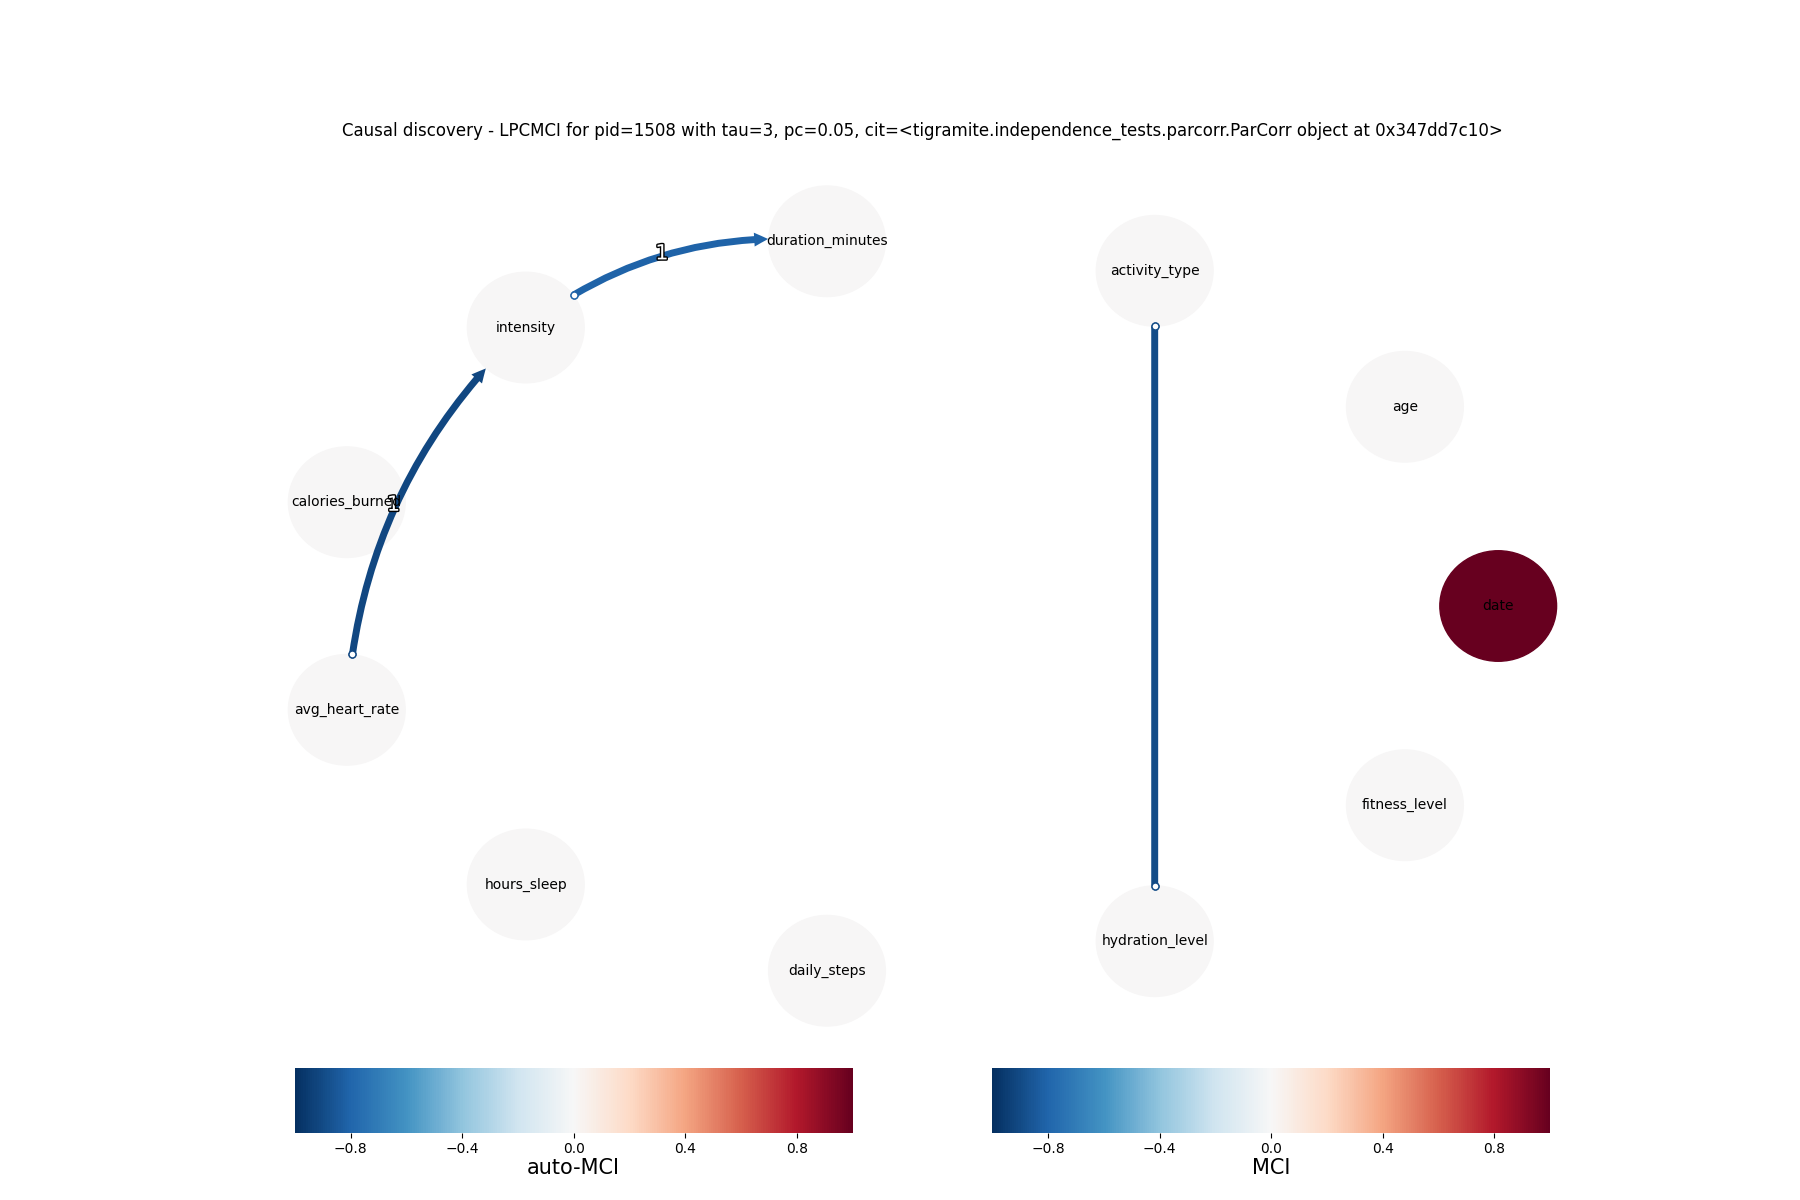 Causal discovery - LPCMCI for pid=1508 with tau=3, pc=0.05, cit=<tigramite.independence_tests.parcorr.ParCorr object at 0x347dd7c10>
duration_minutes
1
activity_type
intensity
age
calories_burned
1
date
avg_heart_rate
fitness_level
hours_sleep
hydration_level
daily_steps
−0.8 −0.4 0.0 0.4 0.8
auto-MCI
−0.8 −0.4 0.0 0.4 0.8
MCI